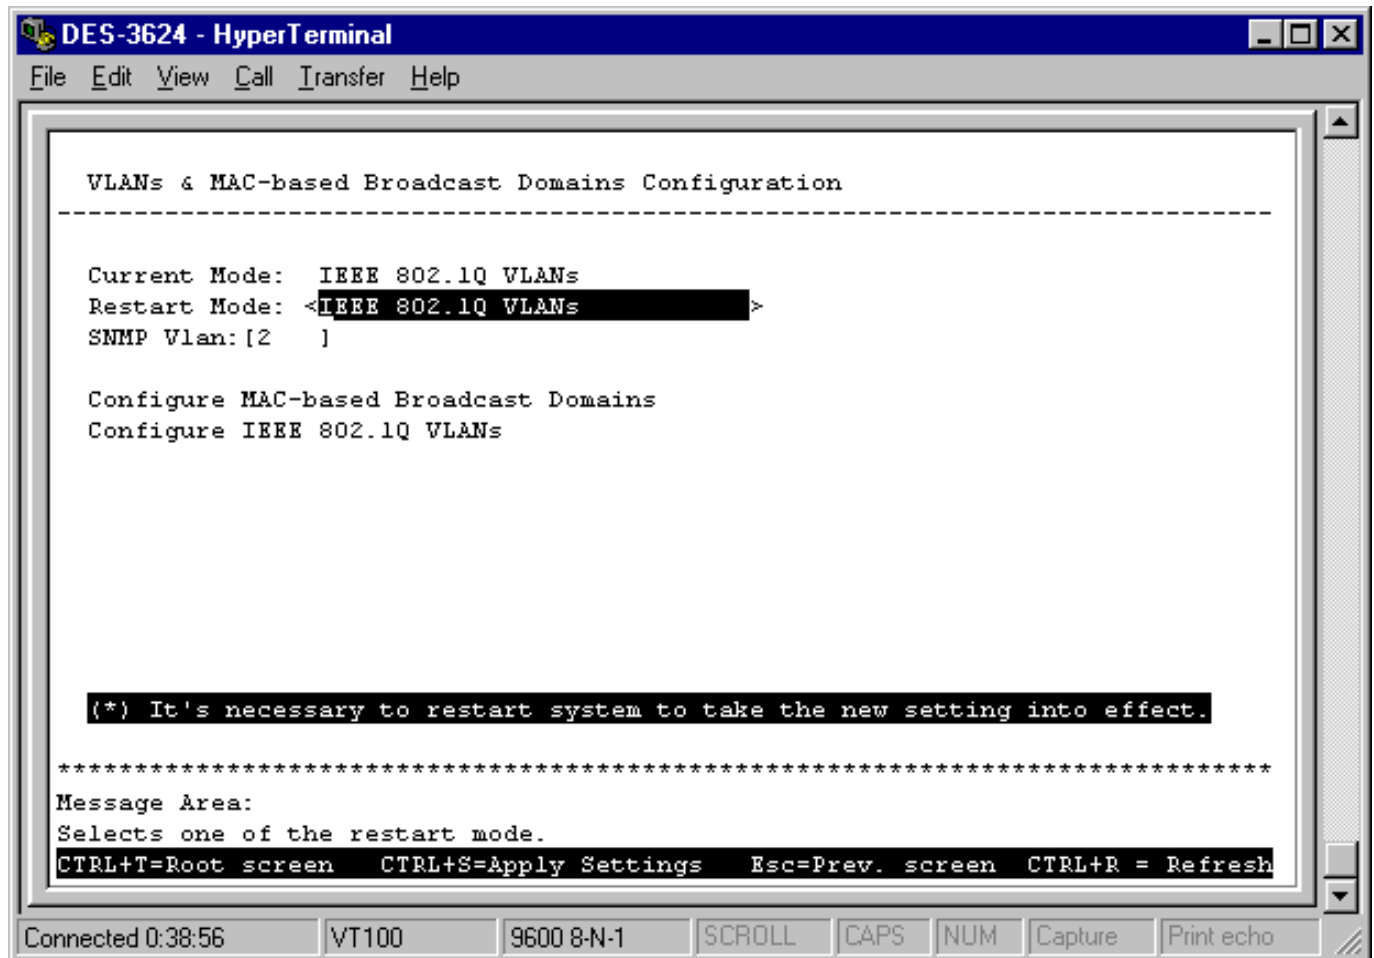 DES-3624 - HyperTerminal
File Edit View Call Transfer Help
VLANs & MAC-based Broadcast Domains Configuration
-------------------------------------------------------------------------------
Current Mode: IEEE 802.1Q VLANs
Restart Mode: <IEEE 802.1Q VLANs >
SNMP Vlan:[2 ]
Configure MAC-based Broadcast Domains
Configure IEEE 802.1Q VLANs
(*) It's necessary to restart system to take the new setting into effect.
*******************************************************************************
Message Area:
Selects one of the restart mode.
CTRL+T=Root screen CTRL+S=Apply Settings Esc=Prev. screen CTRL+R = Refresh
Connected 0:38:56 VT100 9600 8-N-1 SCROLL CAPS NUM Capture Print echo